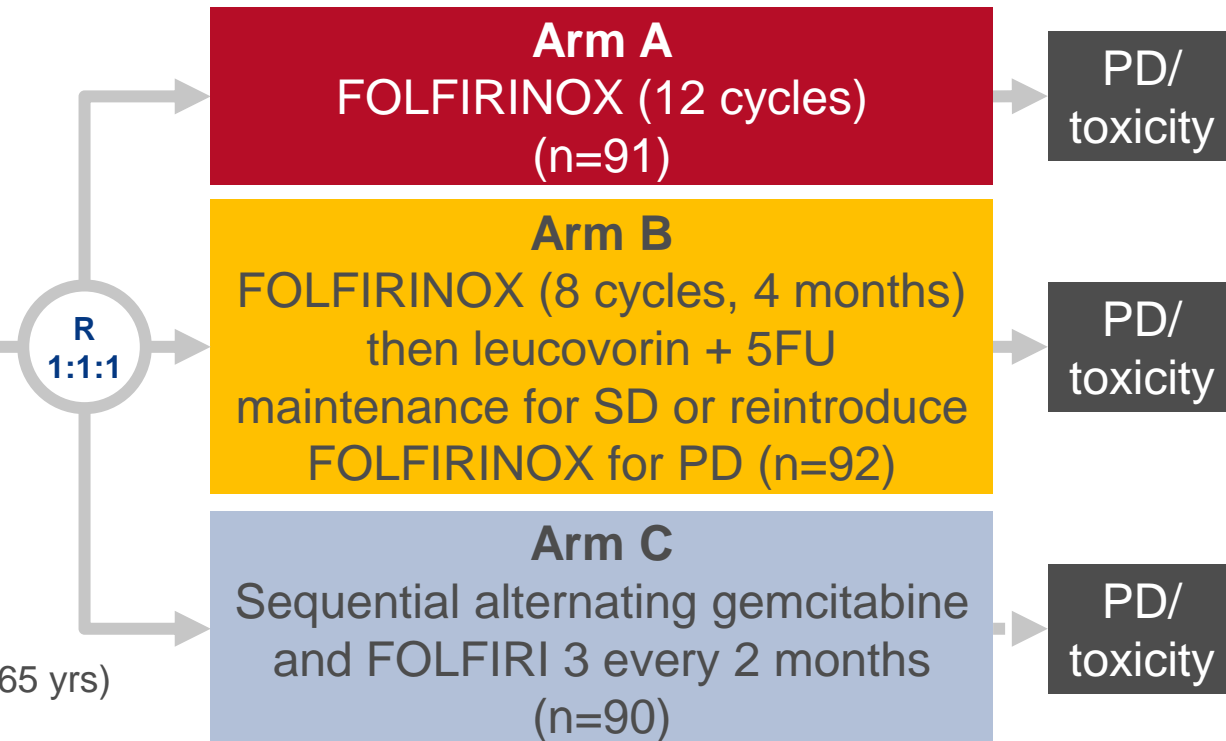 Arm A
FOLFIRINOX (12 cycles)
(n=91)
PD/
toxicity
R
1:1:1
Arm B
FOLFIRINOX (8 cycles, 4 months)
then leucovorin + 5FU
maintenance for SD or reintroduce
FOLFIRINOX for PD (n=92)
PD/
toxicity
Arm C
Sequential alternating gemcitabine
and FOLFIRI 3 every 2 months
(n=90)
PD/
toxicity
65 yrs)